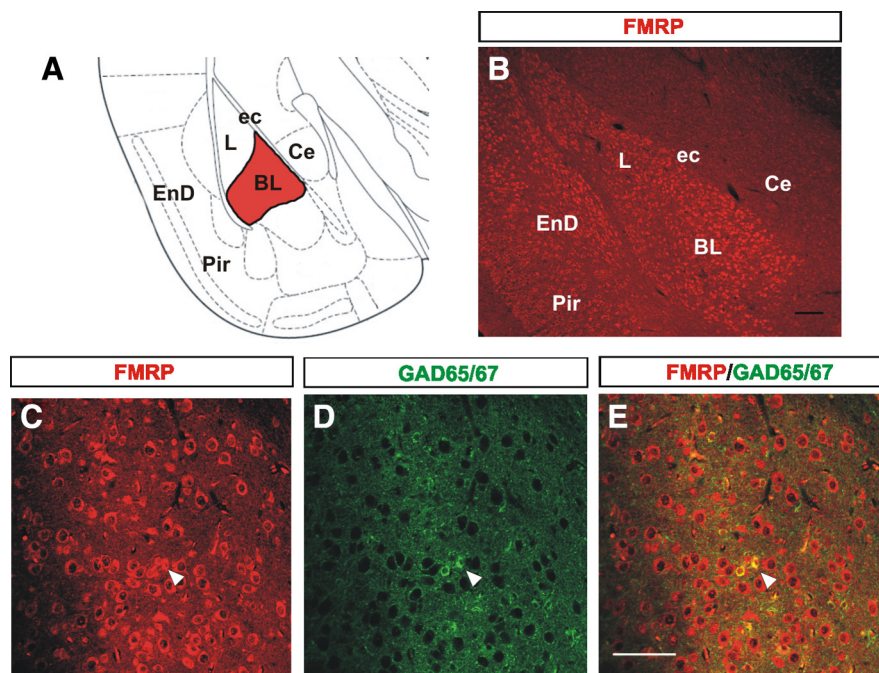 A
ec
L
Ce
EnD
BL
Pir
FMRP
B
L
ec
Ce
EnD
BL
Pir
FMRP
GAD65/67
FMRP/GAD65/67
C
D
E